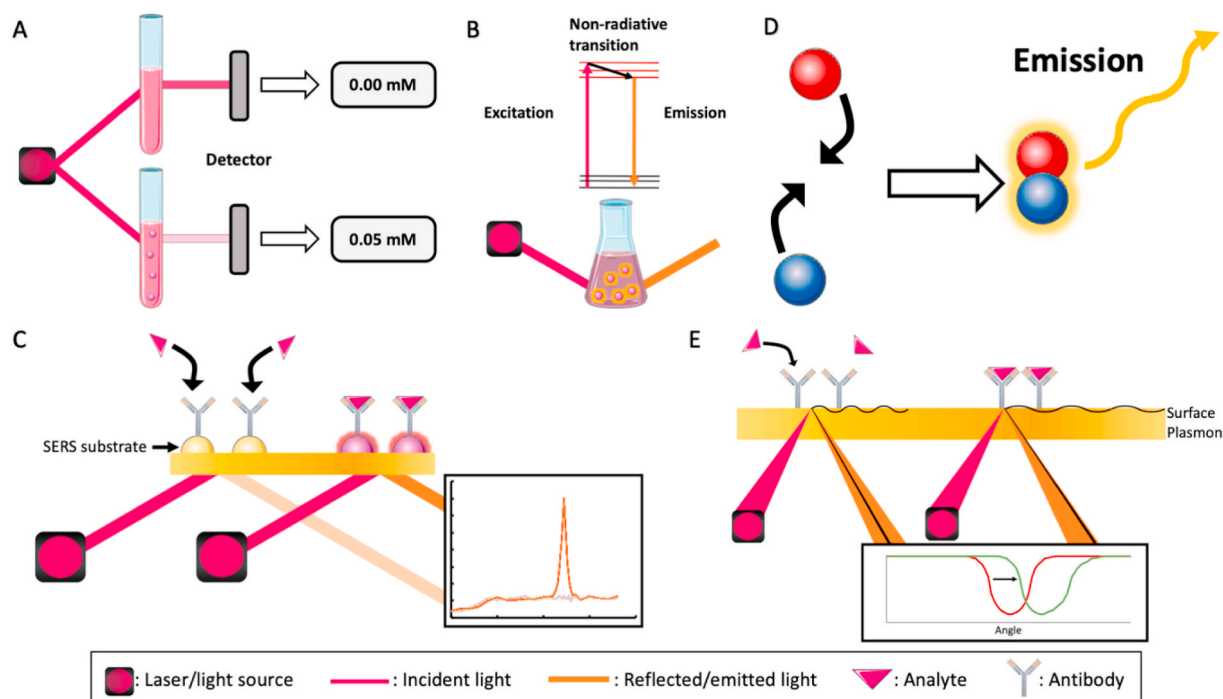 A
0.00 mM
Detector
0.05 mM
B
Non-radiative
transition
Excitation
Emission
D
Emission
C
SERS substrate
E
Surface
Plasmon
Angle
: Laser/light source
: Incident light
: Reflected/emitted light
: Analyte
: Antibody